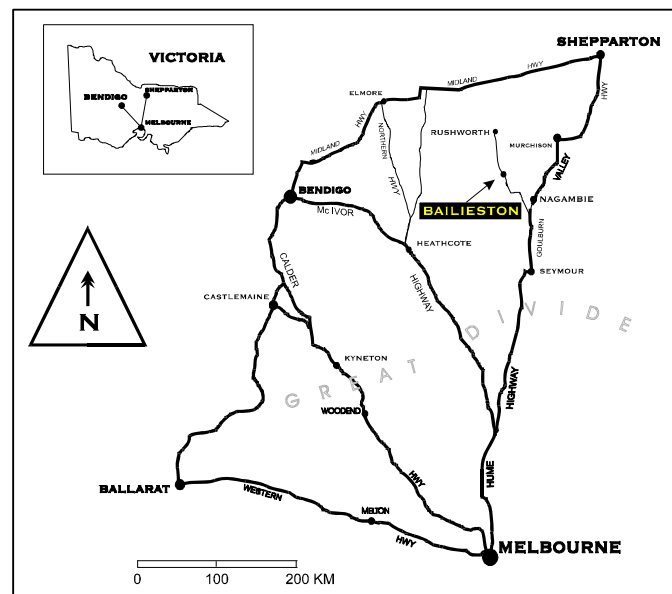 VICTORIA
SHEPPARTON
BENDIGO
MELBOURNE
SHEPPARTON
MIDLAND HWY
HWY
ELMORE
RUSHWORTH
MURCHISON
NORTHERN HWY
MIDLAND HWY
VALLEY
BENDIGO
McIVOR
BAILIESTON
NAGAMBIE
GOULBURN
HEATHCOTE
SEYMOUR
CALDER
HIGHWAY
CASTLEMAINE
N
GREAT DIVIDE
KYNETON
HIGHWAY
WOODEND
HUME
BALLARAT
WESTERN
HWY
MELTON
HWY
MELBOURNE
0 100 200 KM